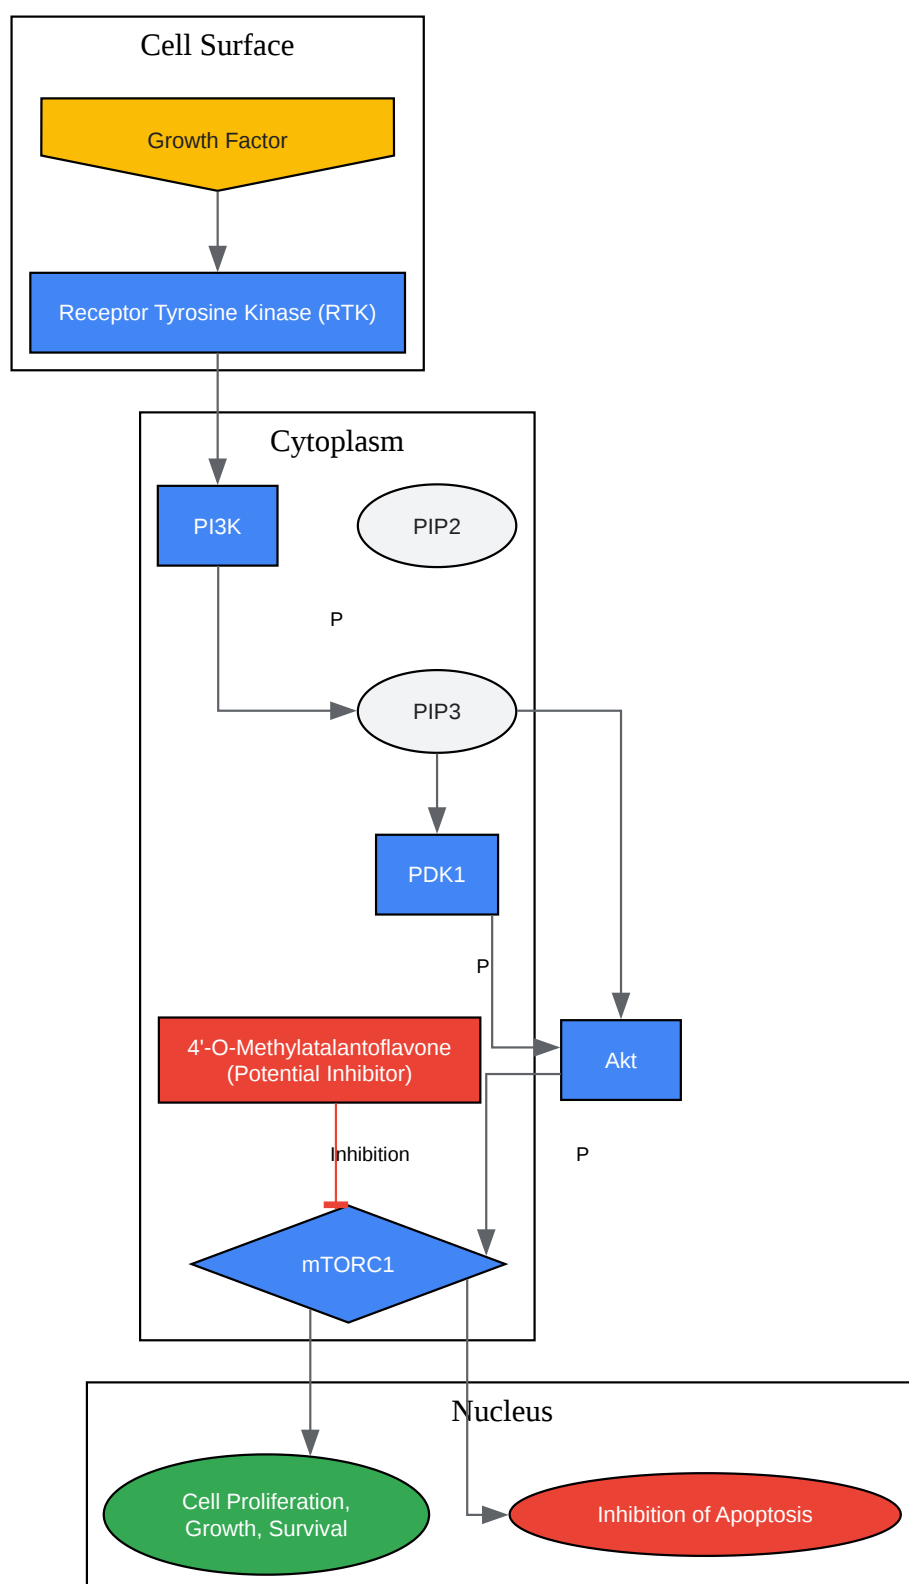 Cell Surface
Growth Factor
Receptor Tyrosine Kinase (RTK)
Cytoplasm
PI3K
PIP2
P
PIP3
PDK1
P
4'-O-Methylatalantoflavone
(Potential Inhibitor)
Akt
Inhibition
P
mTORC1
Nucleus
Cell Proliferation,
Growth, Survival
Inhibition of Apoptosis